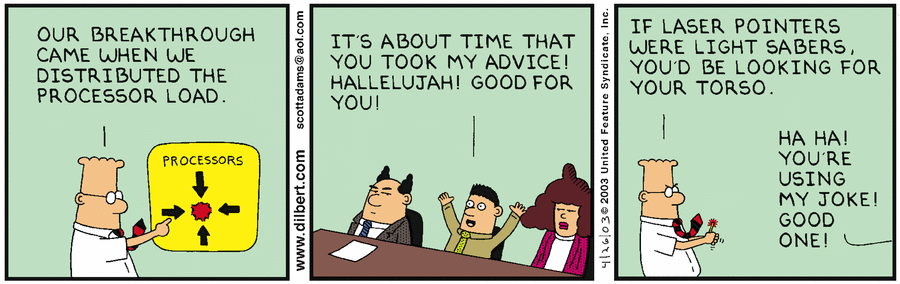 OUR BREAKTHROUGH
CAME WHEN WE
DISTRIBUTED THE
PROCESSOR LOAD.
PROCESSORS
www.dilbert.com scottadams@aol.com
IT'S ABOUT TIME THAT
YOU TOOK MY ADVICE!
HALLELUJAH! GOOD FOR
YOU!
4/26/03 © 2003 United Feature Syndicate, Inc.
IF LASER POINTERS
WERE LIGHT SABERS,
YOU'D BE LOOKING FOR
YOUR TORSO.
HA HA!
YOU'RE
USING
MY JOKE!
GOOD
ONE!